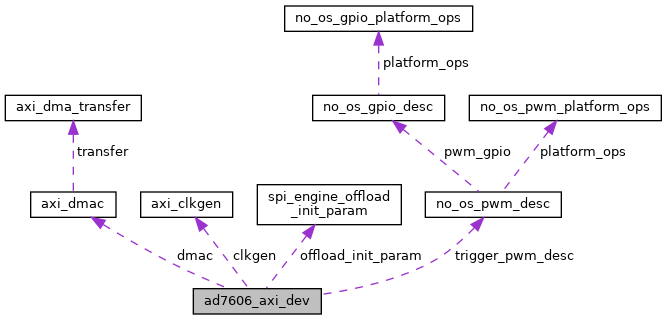 no_os_gpio_platform_ops
platform_ops
axi_dma_transfer
no_os_gpio_desc
no_os_pwm_platform_ops
transfer
pwm_gpio
platform_ops
axi_dmac
axi_clkgen
spi_engine_offload
_init_param
no_os_pwm_desc
dmac
clkgen
offload_init_param
trigger_pwm_desc
ad7606_axi_dev